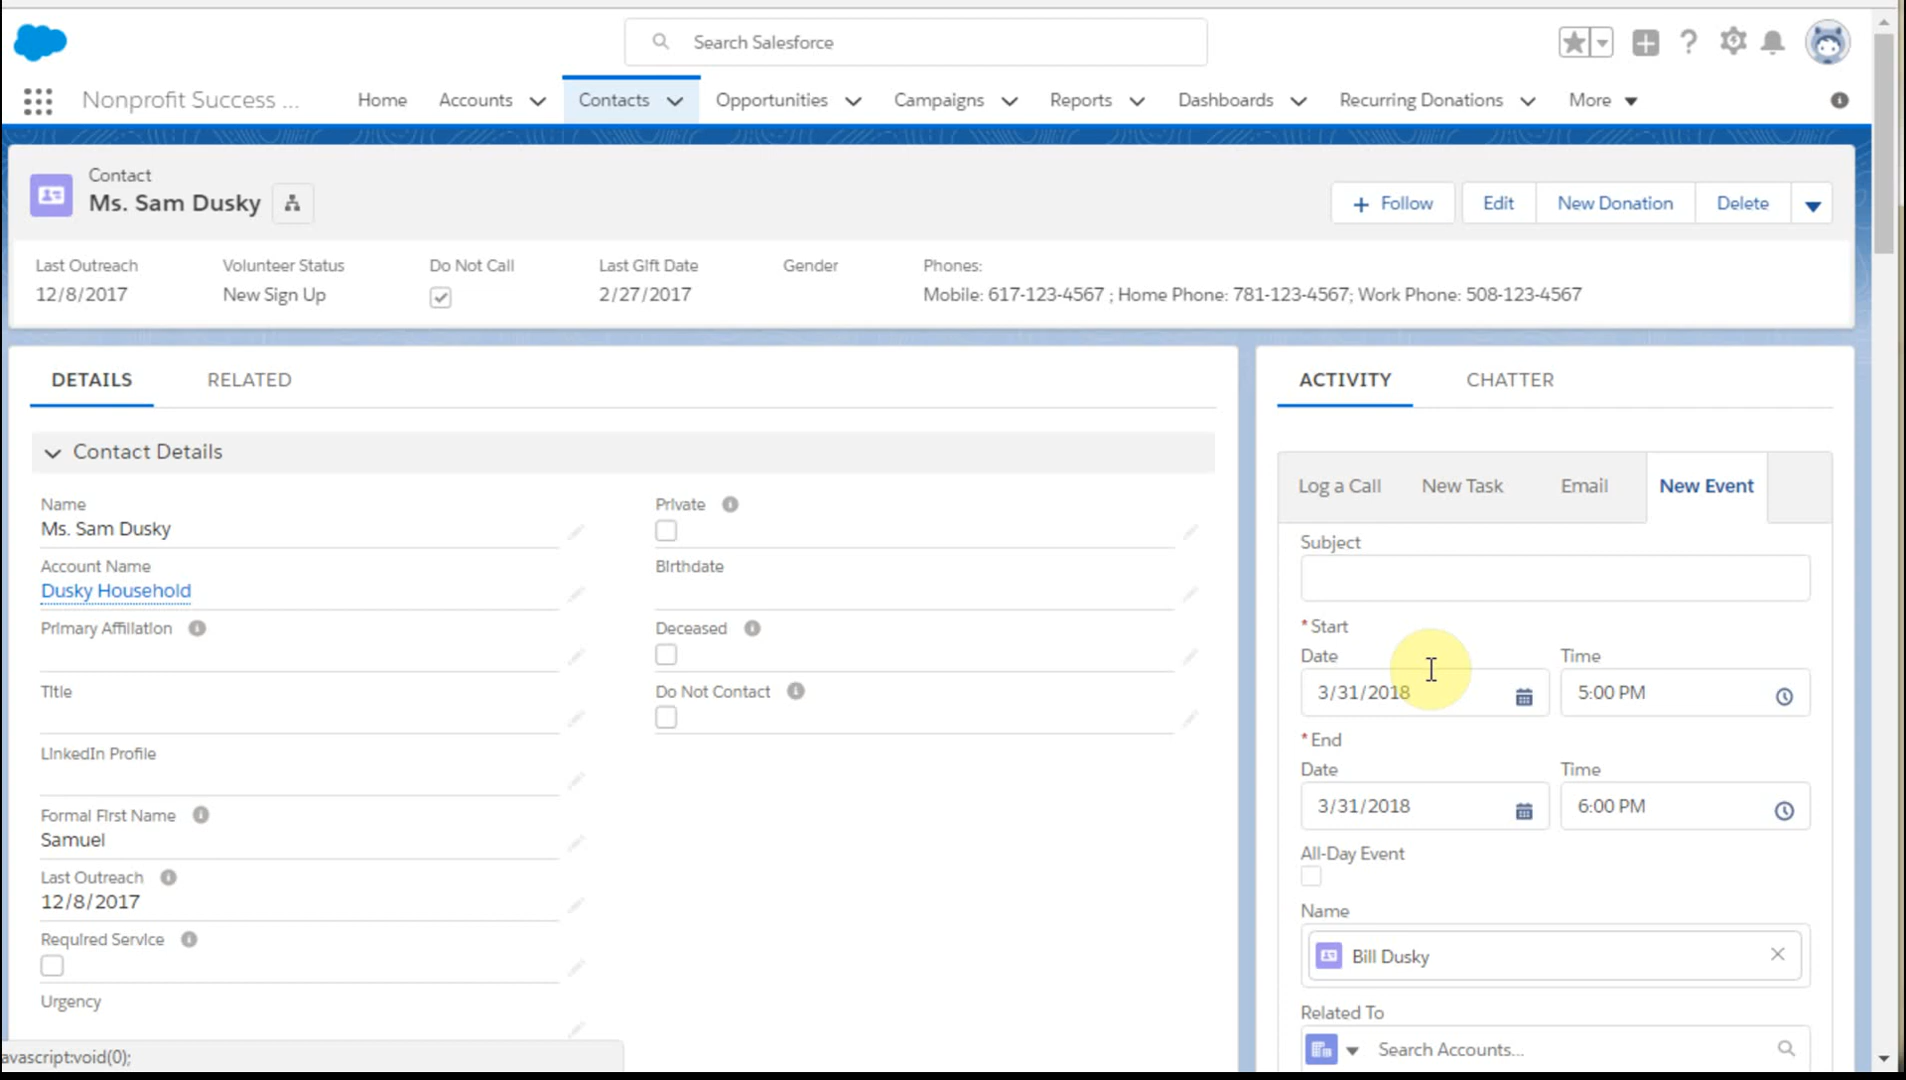 Search Salesforce
Nonprofit Success ...
Home
Accounts
Contacts
Opportunities
Campaigns
Reports
Dashboards
Recurring Donations
More
Contact
Ms. Sam Dusky
+ Follow
Edit
New Donation
Delete
Last Outreach
12/8/2017
Volunteer Status
New Sign Up
Do Not Call
Last Gift Date
2/27/2017
Gender
Phones:
Mobile: 617-123-4567 ; Home Phone: 781-123-4567; Work Phone: 508-123-4567
DETAILS
RELATED
Contact Details
Name
Ms. Sam Dusky
Account Name
Dusky Household
Primary Affiliation
Title
LinkedIn Profile
Formal First Name
Samuel
Last Outreach
12/8/2017
Required Service
Urgency
Private
Birthdate
Deceased
Do Not Contact
ACTIVITY
CHATTER
Log a Call
New Task
Email
New Event
Subject
* Start
Date
Time
3/31/2018
5:00 PM
* End
Date
Time
3/31/2018
6:00 PM
All-Day Event
Name
Bill Dusky
Related To
Search Accounts...
avascript:void(0);